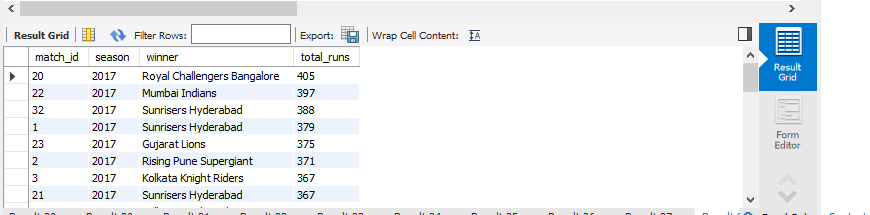 Result Grid Filter Rows: Export: Wrap Cell Content: IA
match_id season winner total_runs
20 2017 Royal Challengers Bangalore 405
22 2017 Mumbai Indians 397
32 2017 Sunrisers Hyderabad 388
1 2017 Sunrisers Hyderabad 379
23 2017 Gujarat Lions 375
2 2017 Rising Pune Supergiant 371
3 2017 Kolkata Knight Riders 367
21 2017 Sunrisers Hyderabad 367
Result
Grid
Form
Editor